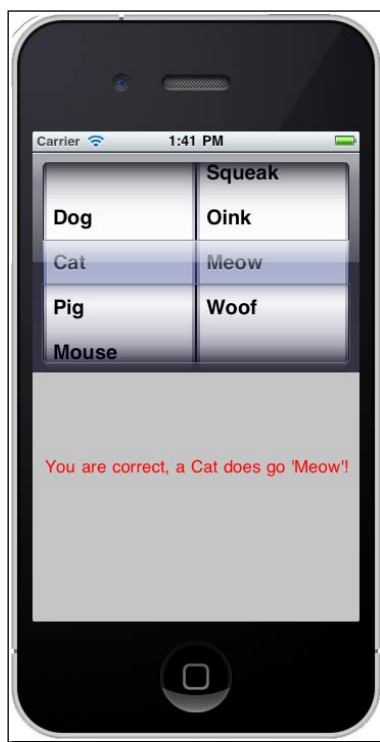 Carrier 1:41 PM
Squeak
Dog Oink
Cat Meow
Pig Woof
Mouse
You are correct, a Cat does go 'Meow'!